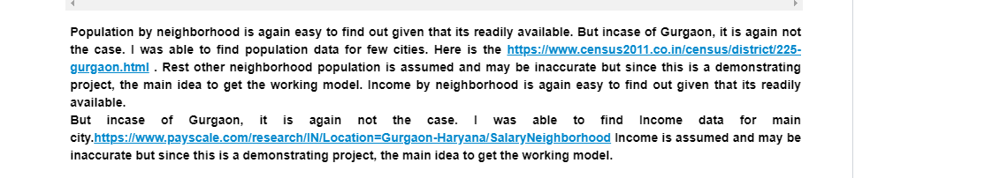 Population by neighborhood is again easy to find out given that its readily available. But incase of Gurgaon, it is again not
the case. I was able to find population data for few cities. Here is the https://www.census2011.co.in/census/district/225-
gurgaon.html . Rest other neighborhood population is assumed and may be inaccurate but since this is a demonstrating
project, the main idea to get the working model. Income by neighborhood is again easy to find out given that its readily
available.
But incase of Gurgaon, it is again not the case. I was able to find Income data for main
city.https://www.payscale.com/research/IN/Location=Gurgaon-Haryana/SalaryNeighborhood Income is assumed and may be
inaccurate but since this is a demonstrating project, the main idea to get the working model.